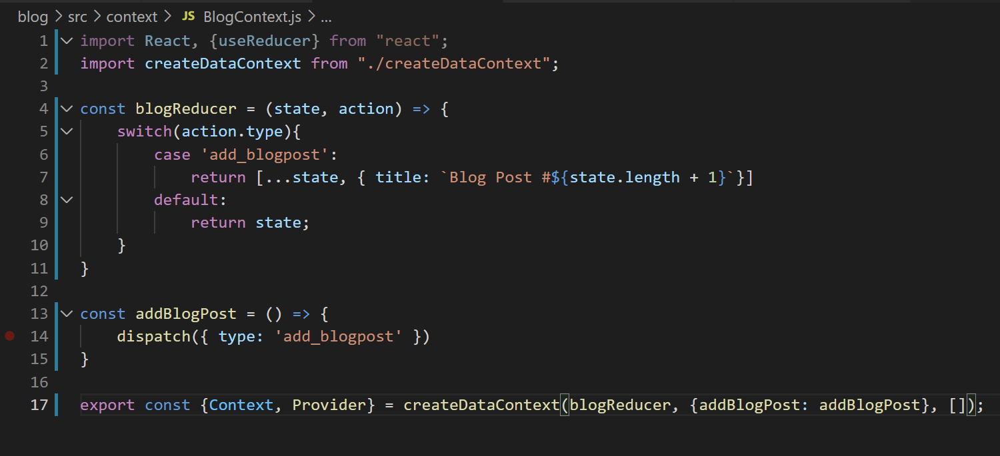 blog > src > context > JS BlogContext.js > ...
1 import React, {useReducer} from "react";
2 import createDataContext from "./createDataContext";
3
4 const blogReducer = (state, action) => {
5     switch(action.type){
6         case 'add_blogpost':
7             return [...state, { title: `Blog Post #${state.length + 1}`}]
8         default:
9             return state;
10     }
11 }
12
13 const addBlogPost = () => {
14     dispatch({ type: 'add_blogpost' })
15 }
16
17 export const {Context, Provider} = createDataContext(blogReducer, {addBlogPost: addBlogPost}, []);